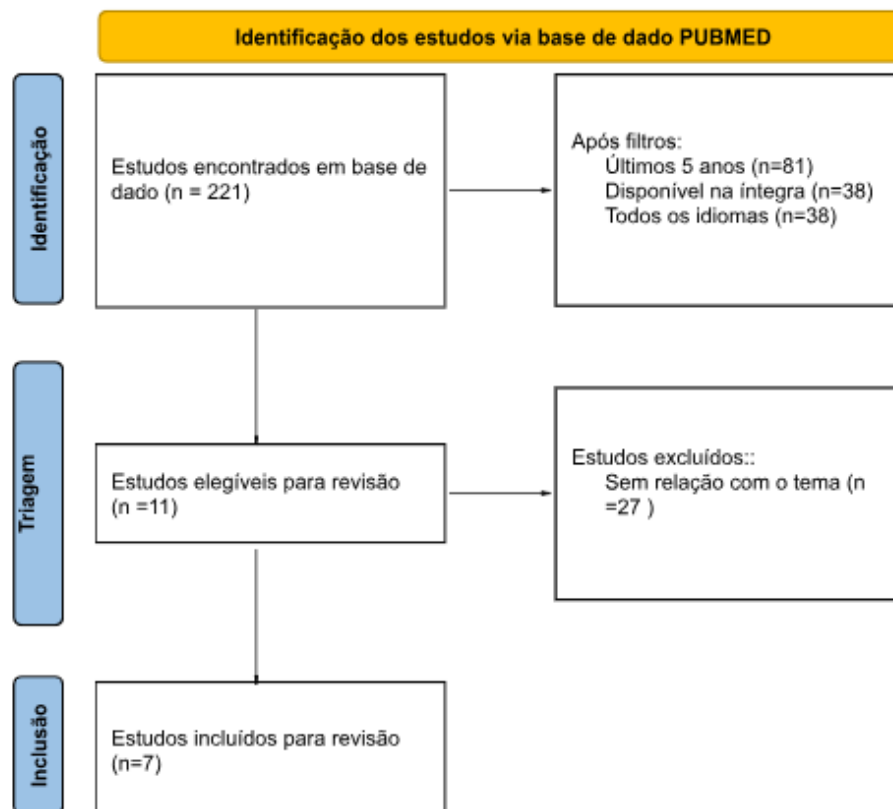 Identificação dos estudos via base de dado PUBMED
Identificação
Estudos encontrados em base de
dado (n = 221)
Após filtros:
Últimos 5 anos (n=81)
Disponível na íntegra (n=38)
Todos os idiomas (n=38)
Triagem
Estudos elegíveis para revisão
(n =11)
Estudos excluídos::
Sem relação com o tema (n
=27 )
Inclusão
Estudos incluídos para revisão
(n=7)